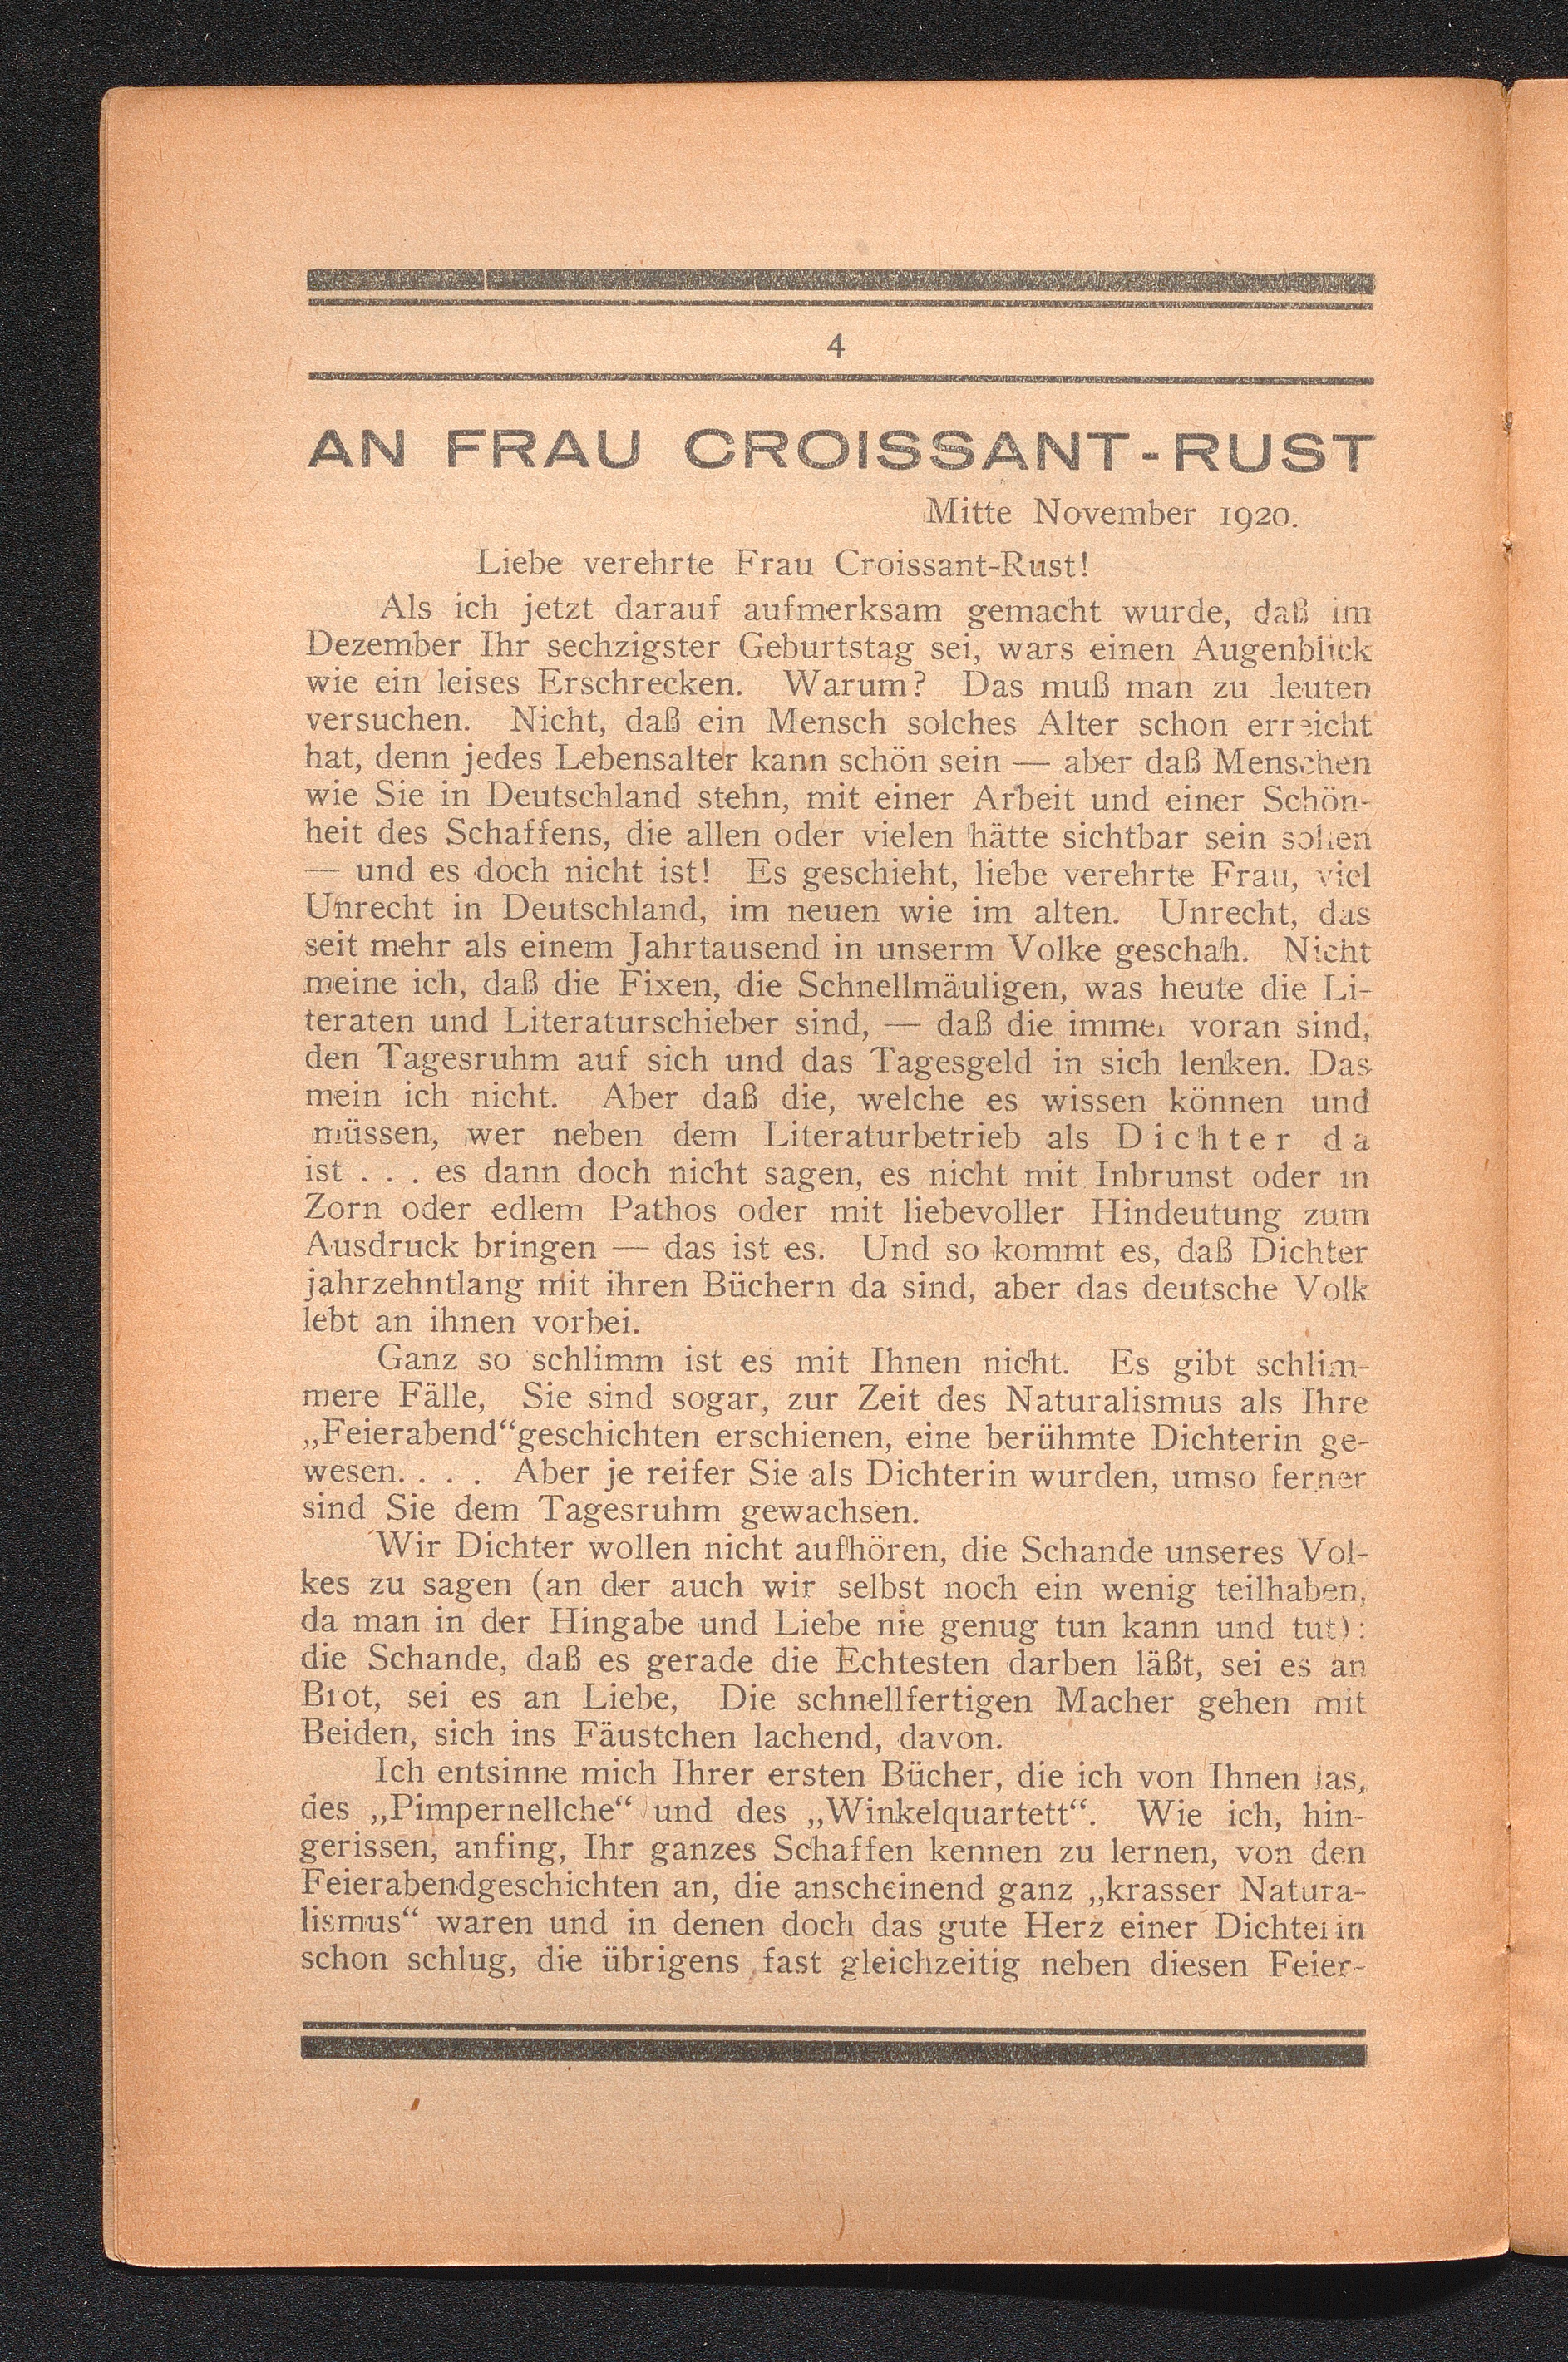 4
AN FRAU CROISSANT-RUST
Mitte November 1920.
Liebe verehrte Frau Croissant-Rust!
Als ich jetzt darauf aufmerksam gemacht wurde, daß im
Dezember Ihr sechzigster Geburtstag sei, wars einen Augenblick
wie ein leises Erschrecken. Warum? Das muß man zu deuten
versuchen. Nicht, daß ein Mensch solches Alter schon erreicht
hat, denn jedes Lebensalter kann schön sein — aber daß Menschen
wie Sie in Deutschland stehn, mit einer Arbeit und einer Schön-
heit des Schaffens, die allen oder vielen hätte sichtbar sein sollen
— und es doch nicht ist! Es geschieht, liebe verehrte Frau, viel
Unrecht in Deutschland, im neuen wie im alten. Unrecht, das
seit mehr als einem Jahrtausend in unserm Volke geschah. Nicht
meine ich, daß die Fixen, die Schnellmäuligen, was heute die Li-
teraten und Literaturschieber sind, — daß die immer voran sind,
den Tagesruhm auf sich und das Tagesgeld in sich lenken. Das
mein ich nicht. Aber daß die, welche es wissen können und
müssen, wer neben dem Literaturbetrieb als Dichter da
ist . . . es dann doch nicht sagen, es nicht mit Inbrunst oder in
Zorn oder edlem Pathos oder mit liebevoller Hindeutung zum
Ausdruck bringen — das ist es. Und so kommt es, daß Dichter
jahrzehntlang mit ihren Büchern da sind, aber das deutsche Volk
lebt an ihnen vorbei.
Ganz so schlimm ist es mit Ihnen nicht. Es gibt schlim-
mere Fälle, Sie sind sogar, zur Zeit des Naturalismus als Ihre
„Feierabend“geschichten erschienen, eine berühmte Dichterin ge-
wesen. . . . Aber je reifer Sie als Dichterin wurden, umso ferner
sind Sie dem Tagesruhm gewachsen.
Wir Dichter wollen nicht aufhören, die Schande unseres Vol-
kes zu sagen (an der auch wir selbst noch ein wenig teilhaben,
da man in der Hingabe und Liebe nie genug tun kann und tut):
die Schande, daß es gerade die Echtesten darben läßt, sei es an
Brot, sei es an Liebe, Die schnellfertigen Macher gehen mit
Beiden, sich ins Fäustchen lachend, davon.
Ich entsinne mich Ihrer ersten Bücher, die ich von Ihnen las,
des „Pimpernellche“ und des „Winkelquartett“. Wie ich, hin-
gerissen, anfing, Ihr ganzes Schaffen kennen zu lernen, von den
Feierabendgeschichten an, die anscheinend ganz „krasser Natura-
lismus“ waren und in denen doch das gute Herz einer Dichterin
schon schlug, die übrigens fast gleichzeitig neben diesen Feier-